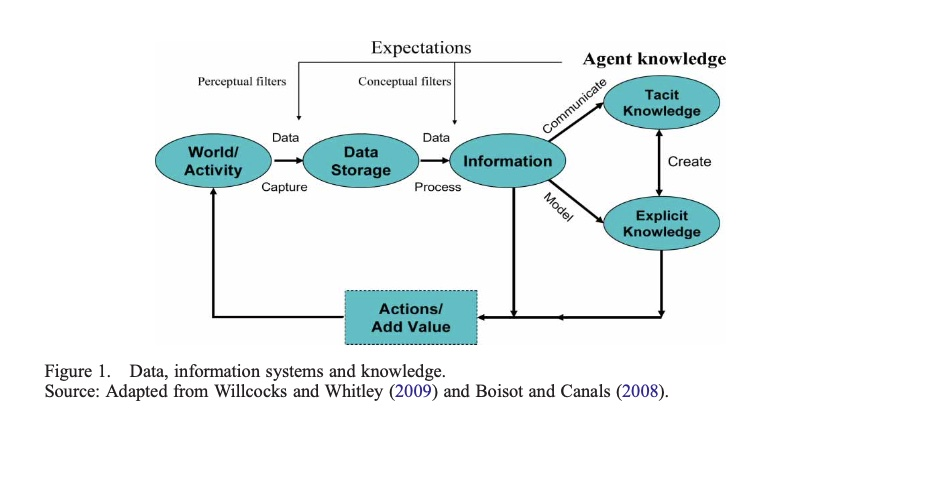 Expectations
Agent knowledge
Perceptual filters
Conceptual filters
Communicate
Tacit
Knowledge
Data
Data
World/
Activity
Data
Storage
Information
Create
Capture
Process
Model
Explicit
Knowledge
Actions/
Add Value
Figure 1. Data, information systems and knowledge.
Source: Adapted from Willcocks and Whitley (2009) and Boisot and Canals (2008).